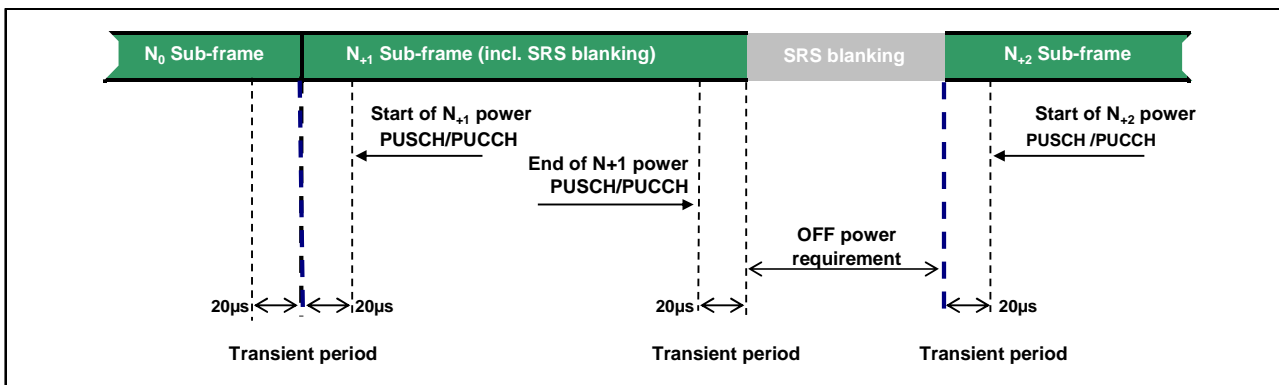 N₀ Sub-frame
N₊₁ Sub-frame (incl. SRS blanking)
SRS blanking
N₊₂ Sub-frame
Start of N₊₁ power
PUSCH/PUCCH
End of N+1 power
PUSCH/PUCCH
Start of N₊₂ power
PUSCH /PUCCH
OFF power
requirement
20µs
20µs
20µs
20µs
Transient period
Transient period
Transient period